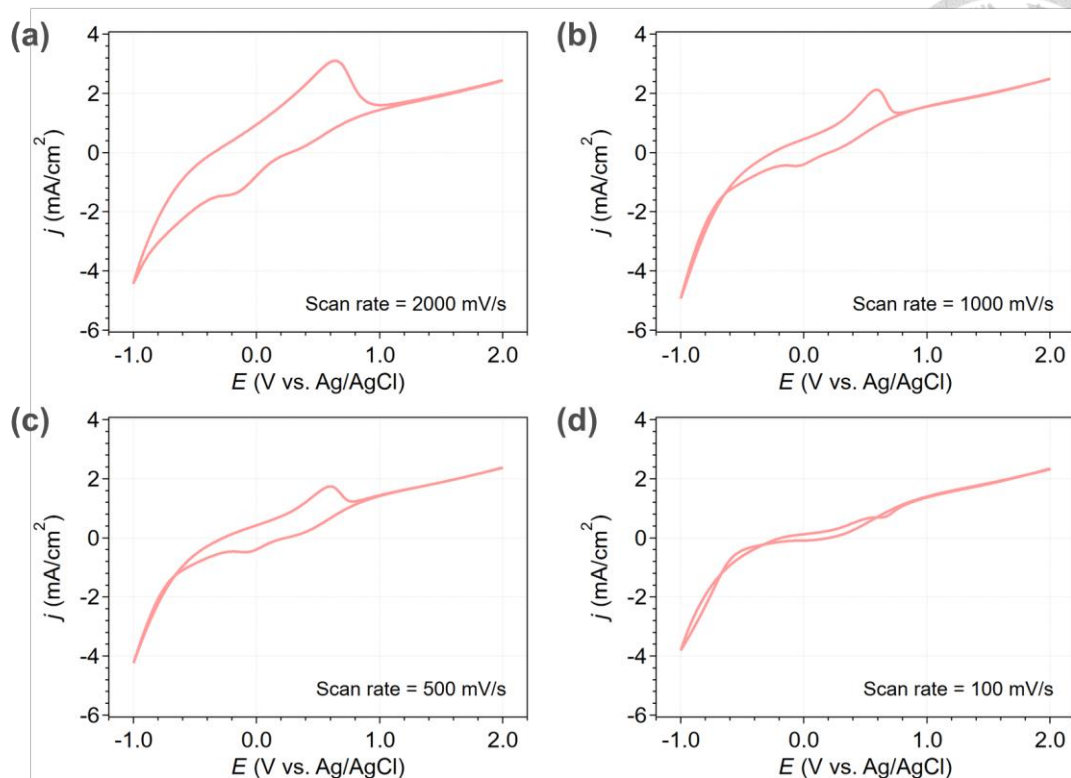 (a)
4
2
0
-2
-4
-6
j (mA/cm²)
Scan rate = 2000 mV/s
-1.0 0.0 1.0 2.0
E (V vs. Ag/AgCl)
(b)
4
2
0
-2
-4
-6
j (mA/cm²)
Scan rate = 1000 mV/s
-1.0 0.0 1.0 2.0
E (V vs. Ag/AgCl)
(c)
4
2
0
-2
-4
-6
j (mA/cm²)
Scan rate = 500 mV/s
-1.0 0.0 1.0 2.0
E (V vs. Ag/AgCl)
(d)
4
2
0
-2
-4
-6
j (mA/cm²)
Scan rate = 100 mV/s
-1.0 0.0 1.0 2.0
E (V vs. Ag/AgCl)